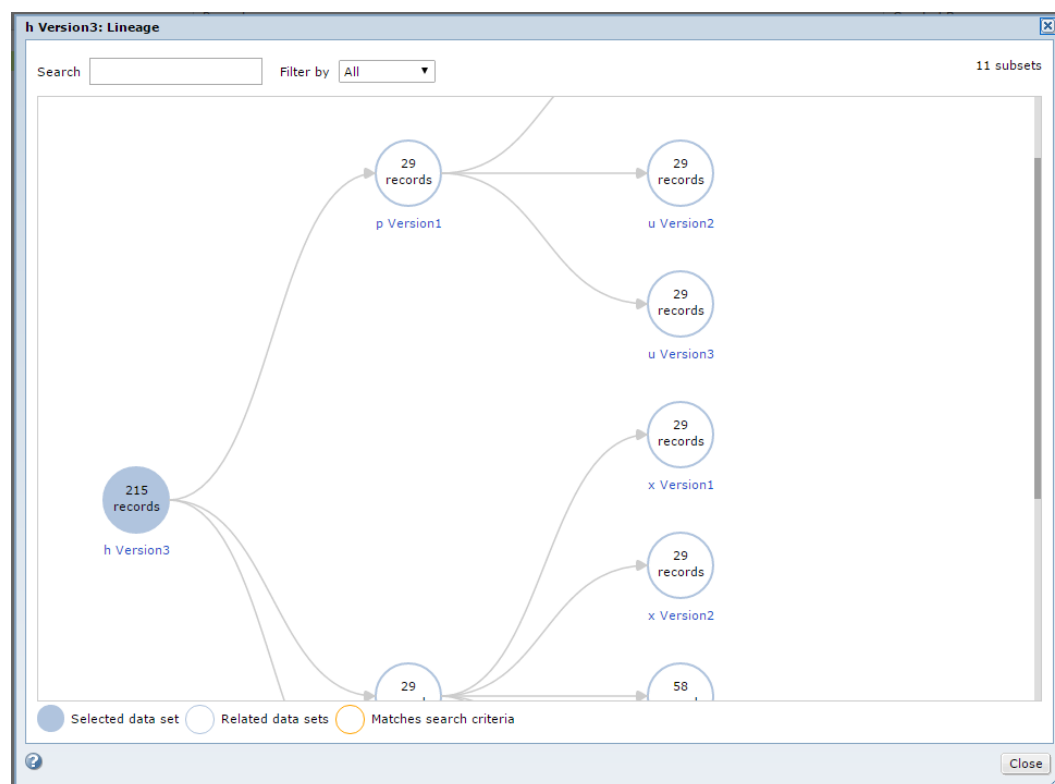 h Version3: Lineage
Search
Filter by All
11 subsets
29
records
p Version1
29
records
u Version2
29
records
u Version3
29
records
x Version1
215
records
h Version3
29
records
x Version2
29
58
Selected data set
Related data sets
Matches search criteria
?
Close